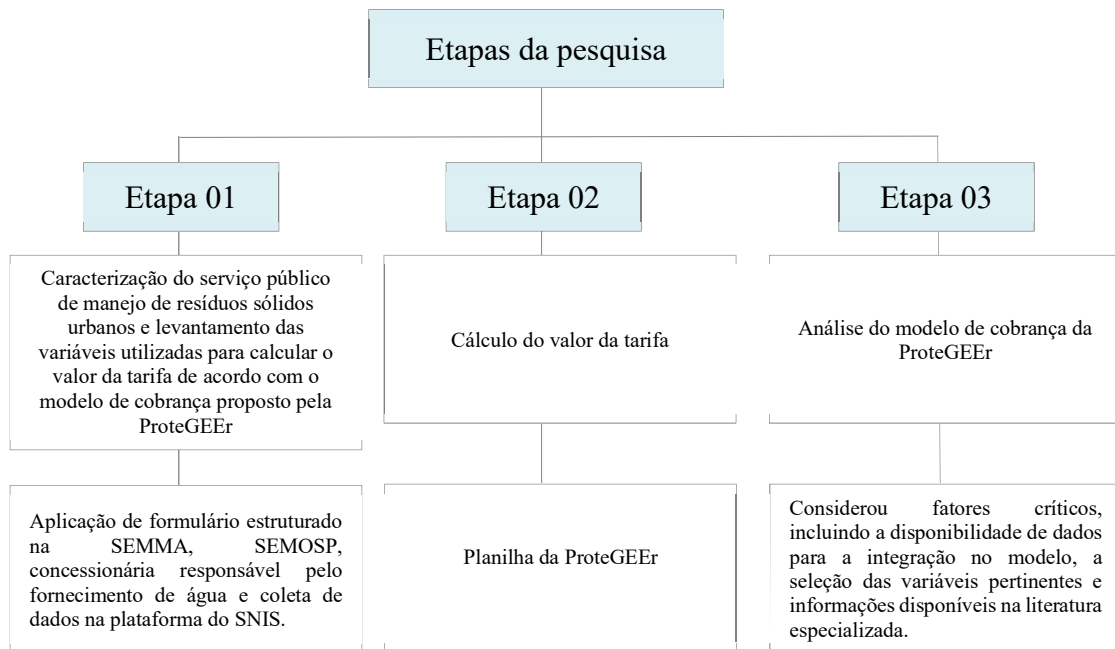 Etapas da pesquisa
Etapa 01
Etapa 02
Etapa 03
Caracterização do serviço público
de manejo de resíduos sólidos
urbanos e levantamento das
variáveis utilizadas para calcular o
valor da tarifa de acordo com o
modelo de cobrança proposto pela
ProteGEEr
Cálculo do valor da tarifa
Análise do modelo de cobrança da
ProteGEEr
Aplicação de formulário estruturado
na SEMMA, SEMOSP,
concessionária responsável pelo
fornecimento de água e coleta de
dados na plataforma do SNIS.
Planilha da ProteGEEr
Considerou fatores críticos,
incluindo a disponibilidade de dados
para a integração no modelo, a
seleção das variáveis pertinentes e
informações disponíveis na literatura
especializada.